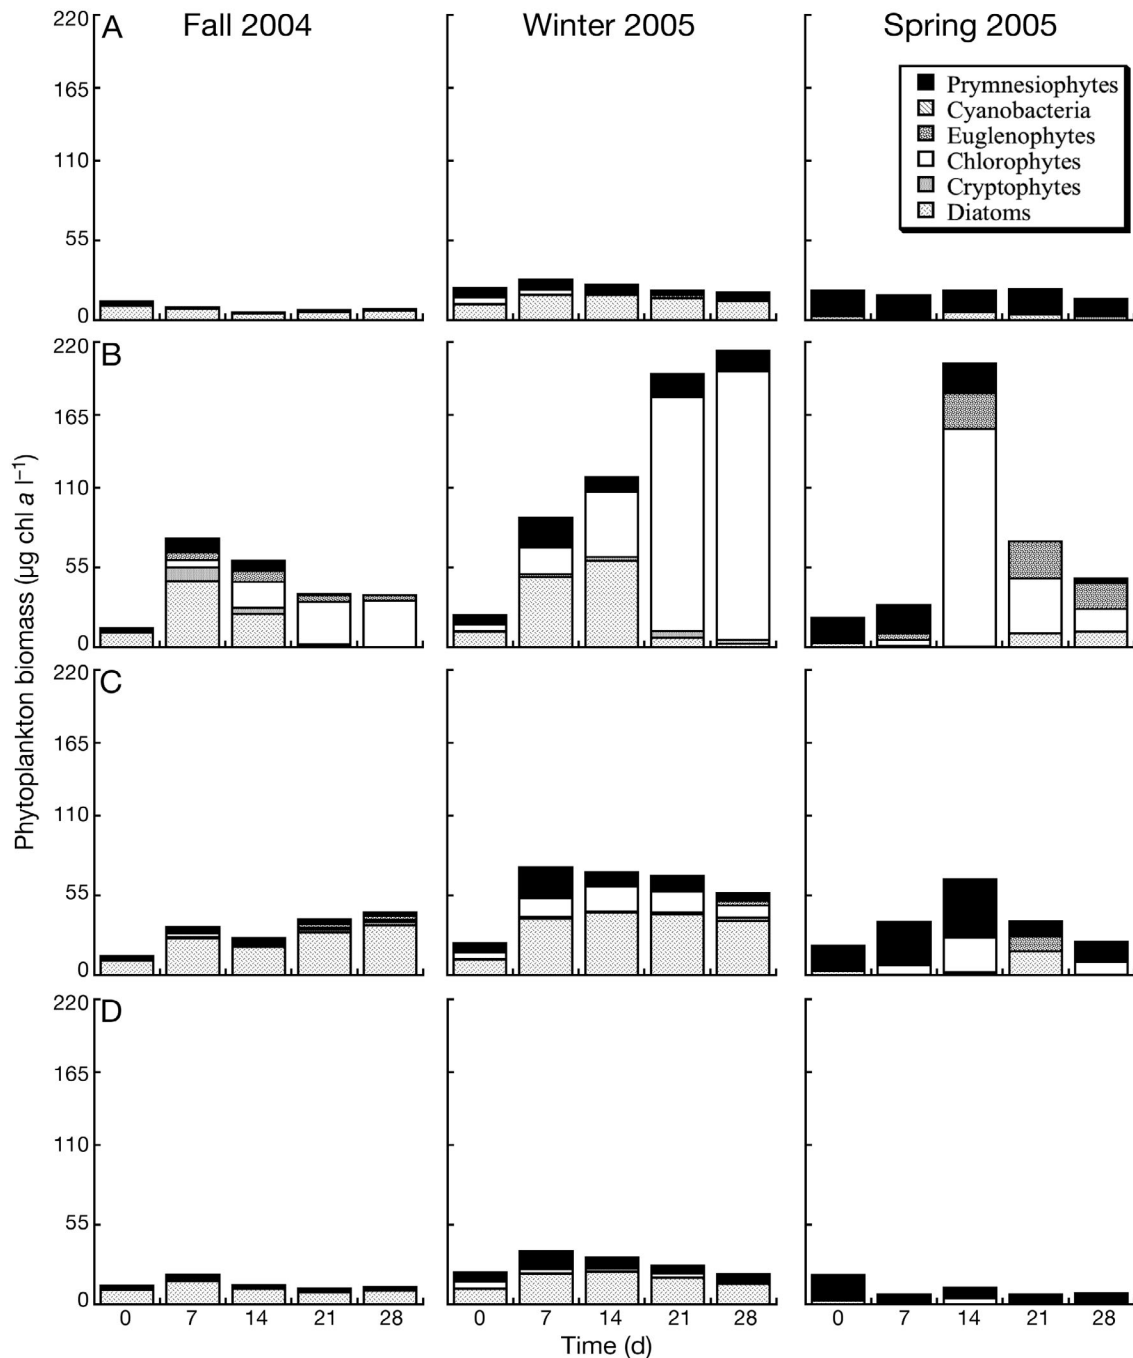 Fall 2004 Winter 2005 Spring 2005
A
220
165
110
55
0
Prymnesiophytes
Cyanobacteria
Euglenophytes
Chlorophytes
Cryptophytes
Diatoms
B
220
165
110
55
0
Phytoplankton biomass (µg chl a l⁻¹)
C
220
165
110
55
0
D
220
165
110
55
0
0 7 14 21 28 0 7 14 21 28 0 7 14 21 28
Time (d)